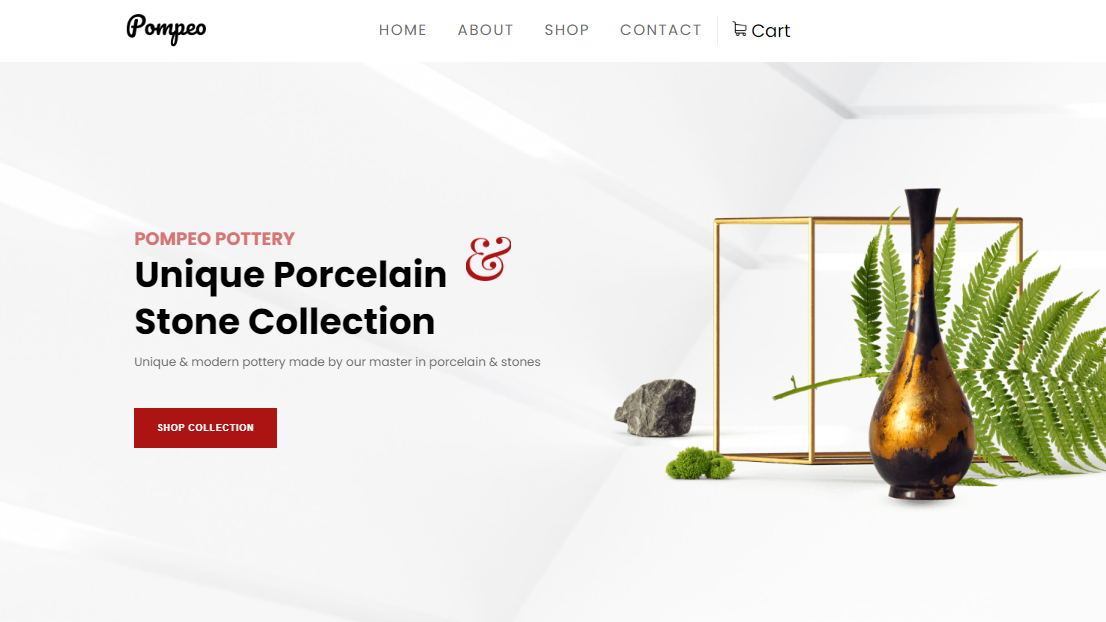 Pompeo
HOME ABOUT SHOP CONTACT Cart
POMPEO POTTERY
Unique Porcelain &
Stone Collection
Unique & modern pottery made by our master in porcelain & stones
SHOP COLLECTION